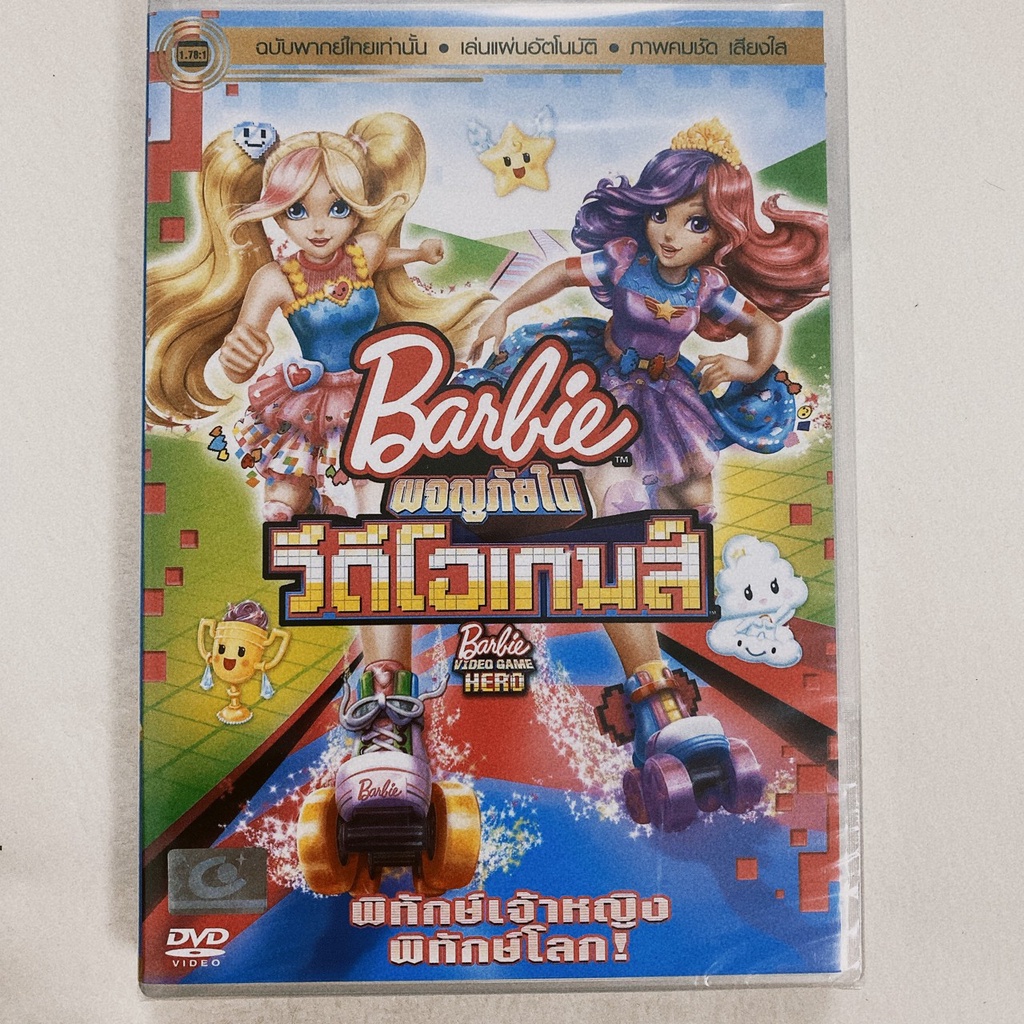 1.78:1
ฉบับพากย์ไทยเท่านั้น • เล่นแผ่นอัตโนมัติ • ภาพคมชัด เสียงใส
Barbie™
ผจญภัยใน
วีดีโอเกมส์™
Barbie
VIDEO GAME
HERO
Barbie
พิทักษ์เจ้าหญิง
พิทักษ์โลก!
DVD
VIDEO